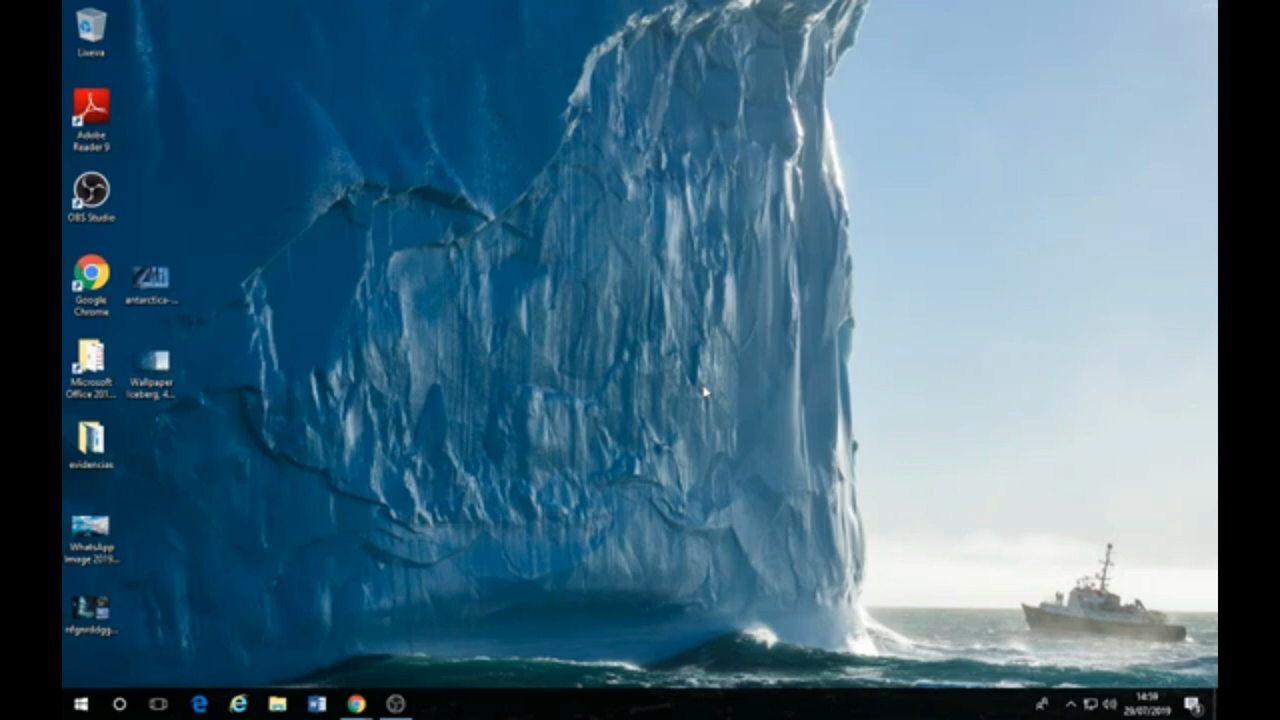 Lixeira
Adobe
Reader 9
OBS Studio
Google
Chrome
antarctica-...
Microsoft
Office 201...
Wallpaper
Iceberg, 4...
evidencias
WhatsApp
Image 2019...
14:59
29/07/2019